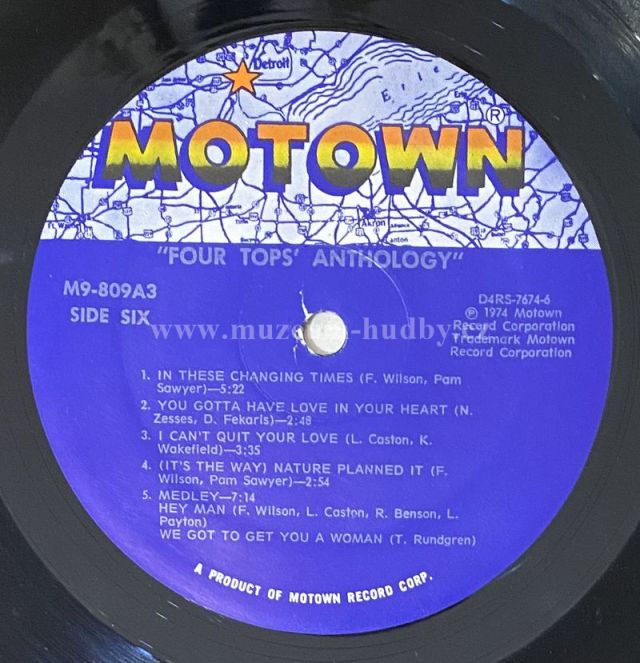 Detroit
Erie
MOTOWN®
Akron
Alliance
Canton
"FOUR TOPS' ANTHOLOGY"
M9-809A3
SIDE SIX
D4RS-7674-6
℗ 1974 Motown
Record Corporation
Trademark Motown
Record Corporation
1. IN THESE CHANGING TIMES (F. Wilson, Pam
Sawyer)—5:22
2. YOU GOTTA HAVE LOVE IN YOUR HEART (N.
Zesses, D. Fekaris)—2:48
3. I CAN'T QUIT YOUR LOVE (L. Caston, K.
Wakefield)—3:35
4. (IT'S THE WAY) NATURE PLANNED IT (F.
Wilson, Pam Sawyer)—2:54
5. MEDLEY—7:14
HEY MAN (F. Wilson, L. Caston, R. Benson, L.
Payton)
WE GOT TO GET YOU A WOMAN (T. Rundgren)
A PRODUCT OF MOTOWN RECORD CORP.